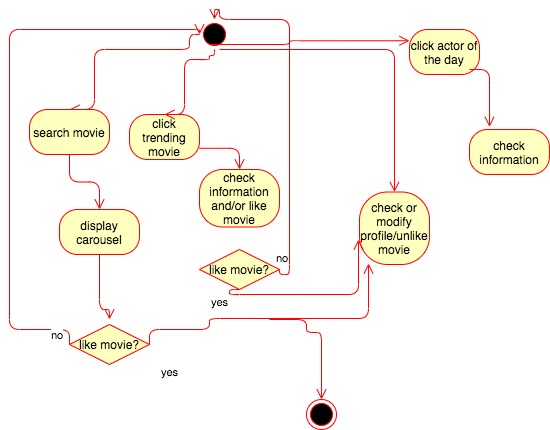 click actor of
the day
search movie
click
trending
movie
check
information
check
information
and/or like
movie
check or
modify
profile/unlike
movie
display
carousel
like movie?
no
yes
no
like movie?
yes